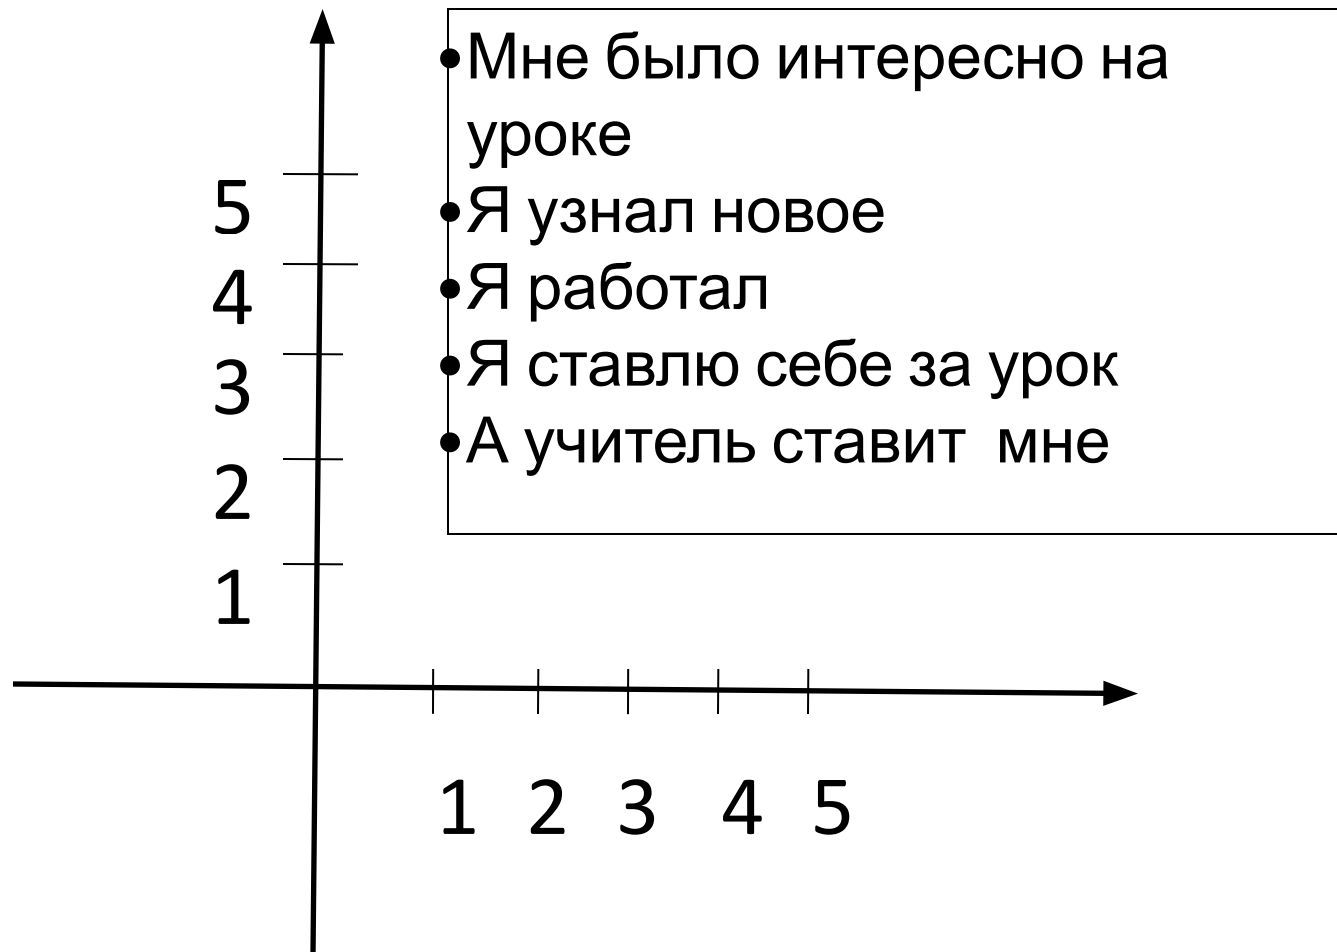 • Мне было интересно на
уроке
• Я узнал новое
• Я работал
• Я ставлю себе за урок
• А учитель ставит мне
5
4
3
2
1
1 2 3 4 5